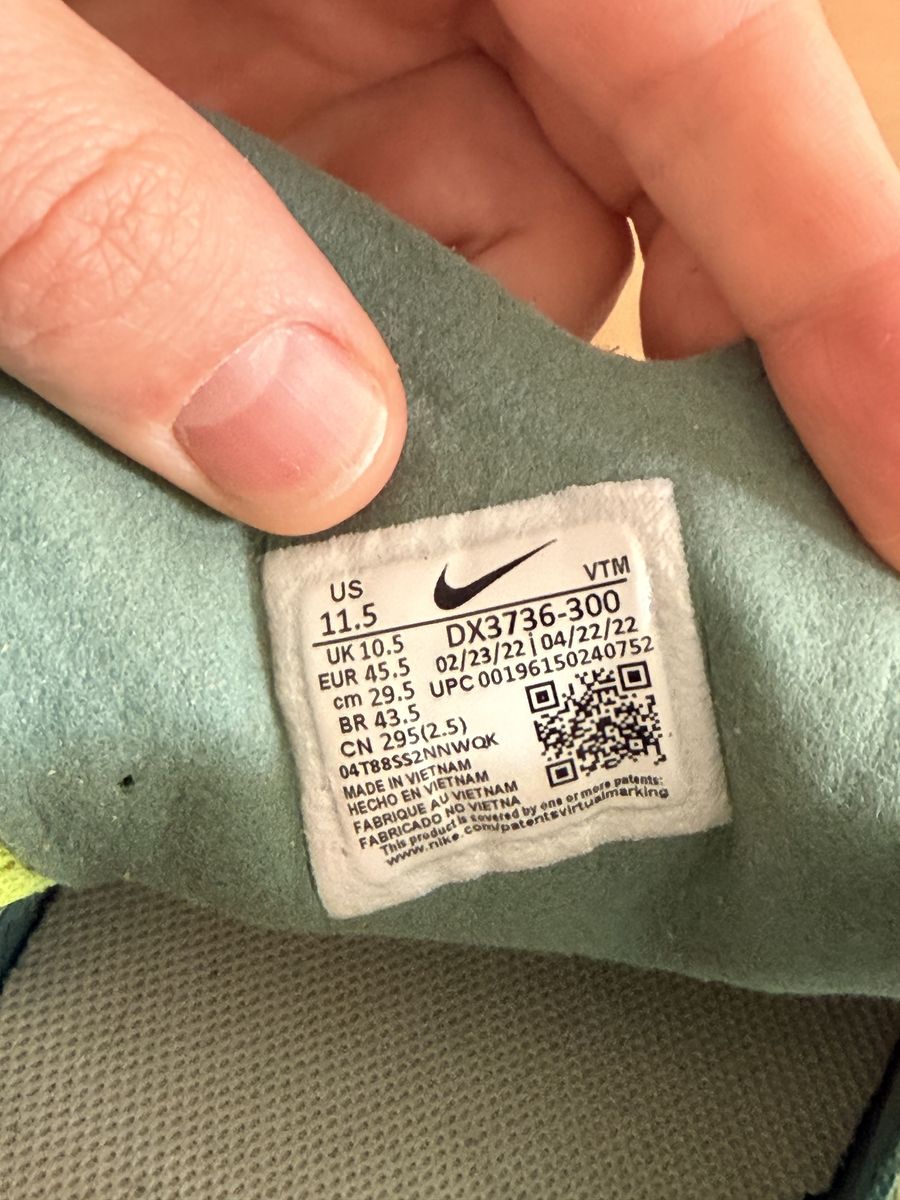 US
11.5
VTM
UK 10.5
EUR 45.5
cm 29.5
BR 43.5
CN 295(2.5)
DX3736-300
02/23/22 | 04/22/22
UPC 00196150240752
04T88SS2NNWQK
MADE IN VIETNAM
HECHO EN VIETNAM
FABRIQUE AU VIETNAM
FABRICADO NO VIETNA
This product is covered by one or more patents:
www.nike.com/patentsvirtualmarking